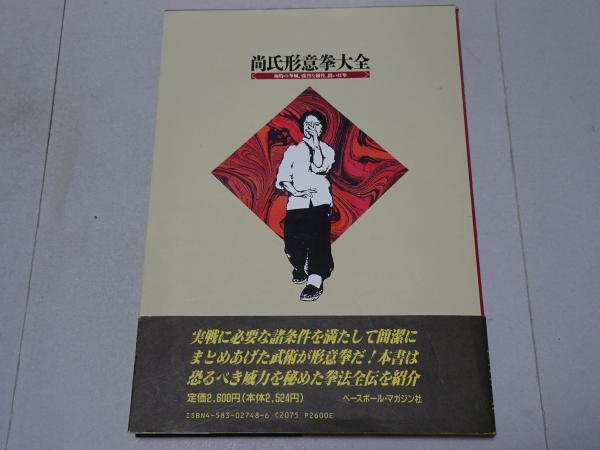 尚氏形意拳大全
実戦に必要な諸条件を満たして簡潔に
まとめあげた武術が形意拳だ!本書は
恐るべき威力を秘めた拳法全伝を紹介
定価2,600円(本体2,524円)
ベースボール・マガジン社
ISBN4-583-02748-6 C2075 P2600E